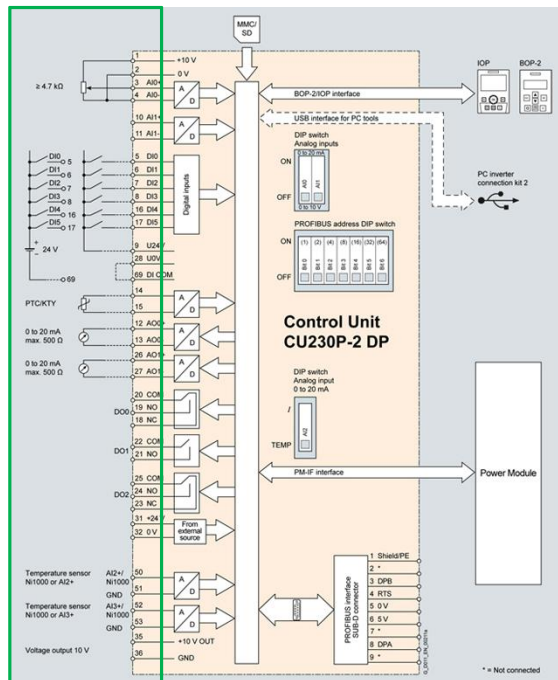 MMC/
SD
IOP
BOP-2
BOP-2/IOP interface
USB interface for PC tools
PC inverter
connection kit 2
1
+10 V
2
0 V
≥ 4.7 kΩ
3 AI0+
4 AI0-
A
D
10 AI1+
11 AI1-
A
D
DIP switch
Analog inputs
0 to 20 mA
ON
AI0
AI1
OFF
0 to 10 V
DI0
5
DI1
6
DI2
7
DI3
8
DI4
16
DI5
17
5 DI0
6 DI1
7 DI2
8 DI3
16 DI4
17 DI5
Digital inputs
24 V
9 U24V
28 U0V
69 DI COM
69
PROFIBUS address DIP switch
ON
(1) (2) (4) (8) (16) (32) (64)
Bit 0 Bit 1 Bit 2 Bit 3 Bit 4 Bit 5 Bit 6
OFF
PTC/KTY
14
15
A
D
0 to 20 mA
max. 500 Ω
12 AO0+
13 AO0
A
D
0 to 20 mA
max. 500 Ω
26 AO1+
27 AO1
A
D
Control Unit
CU230P-2 DP
DIP switch
Analog input
0 to 20 mA
I
AI2
TEMP
DO0
20 COM
19 NO
18 NC
DO1
22 COM
21 NO
DO2
25 COM
24 NO
23 NC
PM-IF interface
Power Module
31 +24 V
32 0 V
From
external
source
Temperature sensor
Ni1000 or AI2+
AI2+/
Ni1000
50
GND
51
A
D
Temperature sensor
Ni1000 or AI3+
AI3+/
Ni1000
52
GND
53
A
D
35
+10 V OUT
Voltage output 10 V
36
GND
PROFIBUS interface
SUB-D connector
1 Shield/PE
2 *
3 DPB
4 RTS
5 0 V
6 5 V
7 *
8 DPA
9 *
* = Not connected